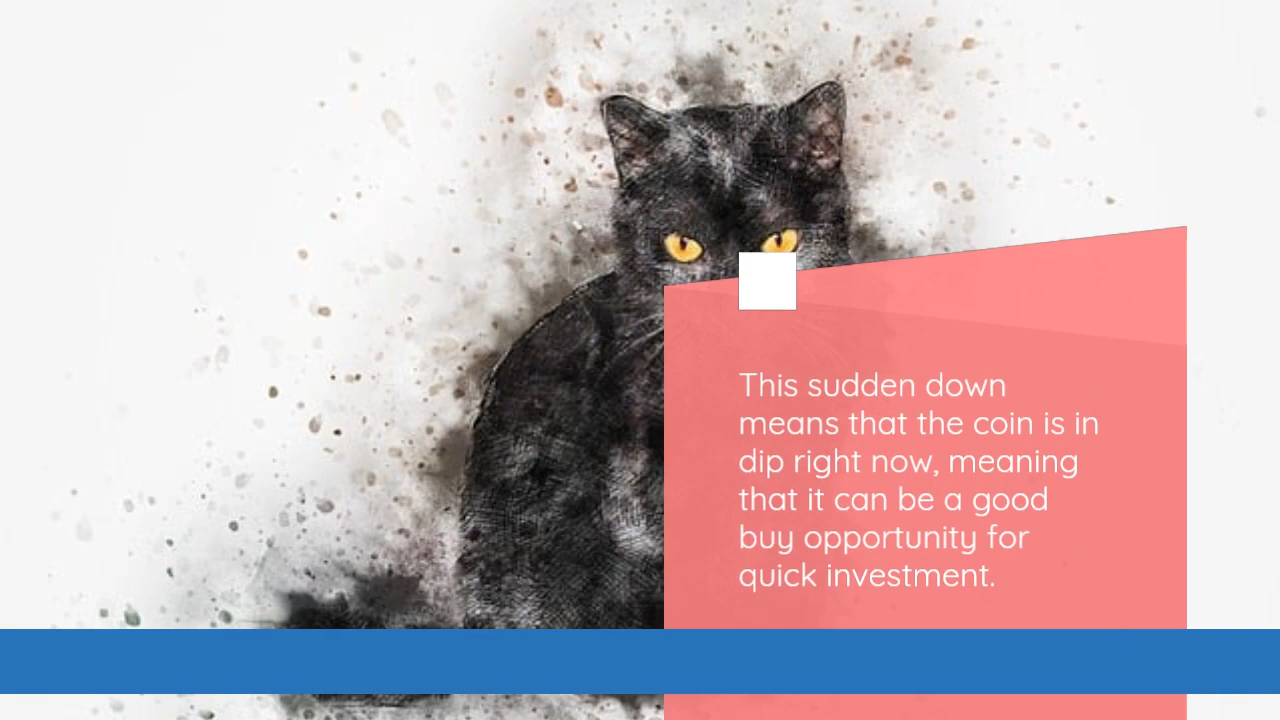 This sudden down
means that the coin is in
dip right now, meaning
that it can be a good
buy opportunity for
quick investment.